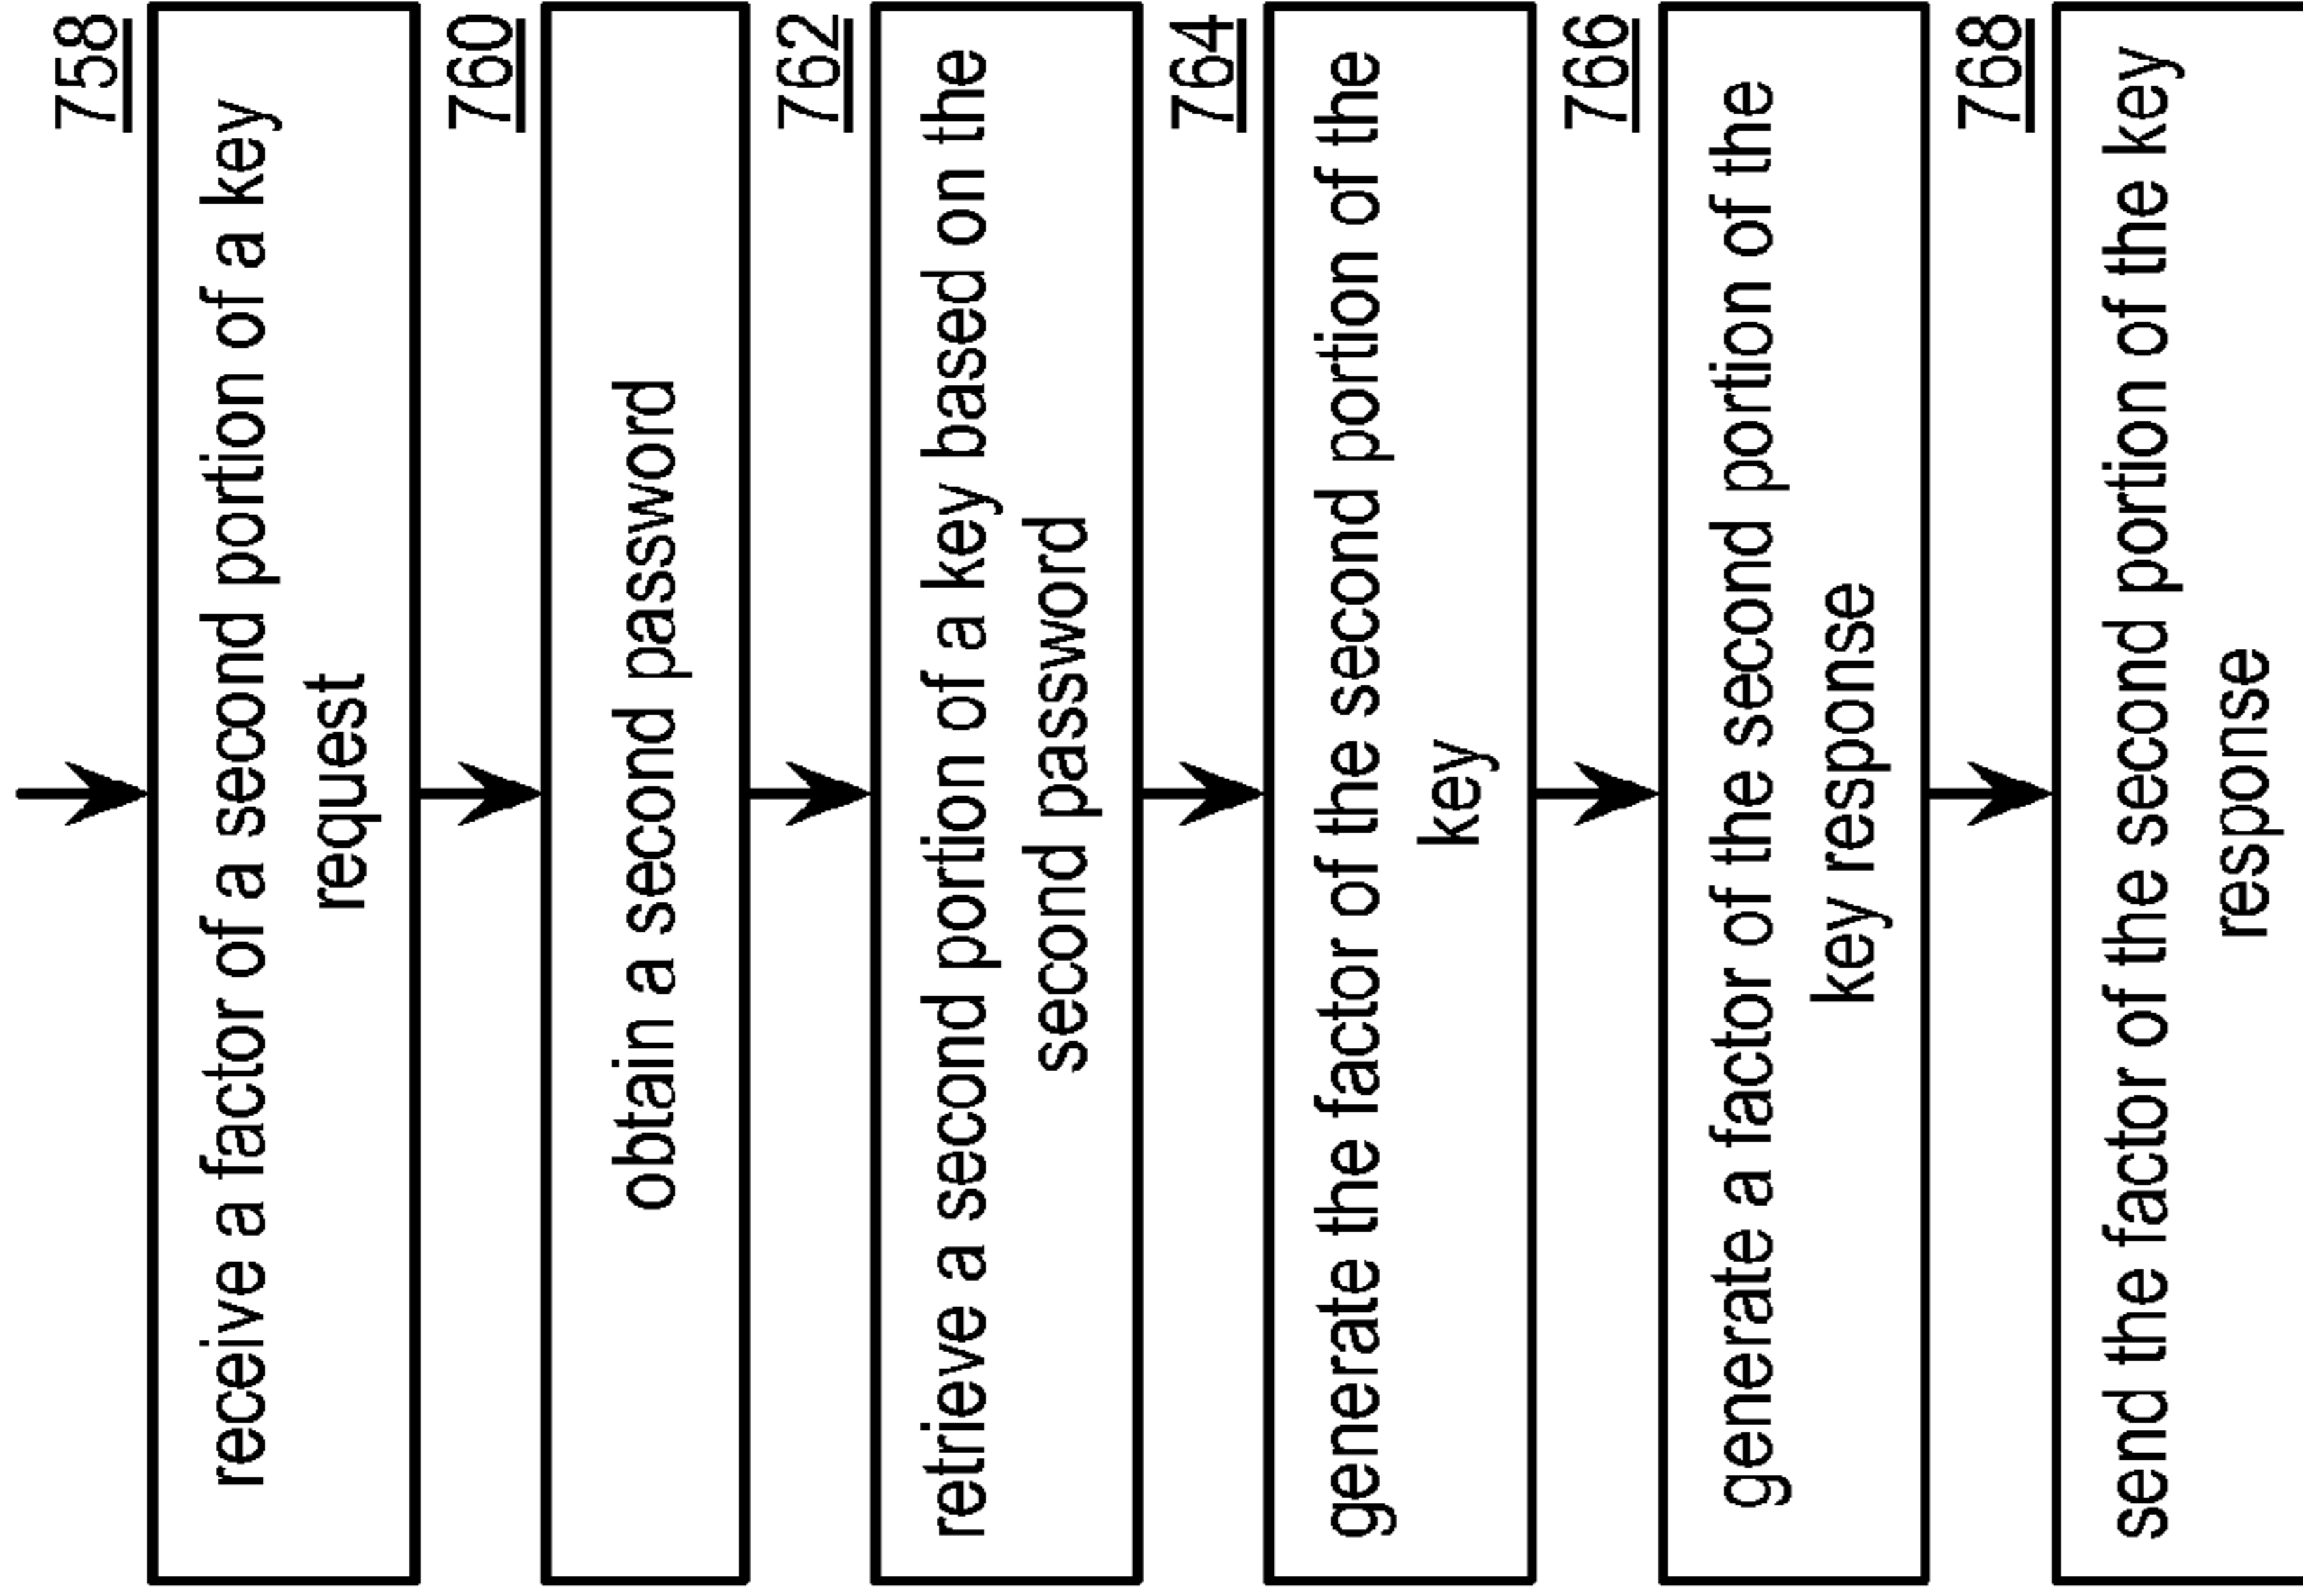 758
receive a factor of a second portion of a key
request
760
obtain a second password
762
retrieve a second portion of a key based on the
second password
764
generate the factor of the second portion of the
key
766
generate a factor of the second portion of the
key response
768
send the factor of the second portion of the key
response